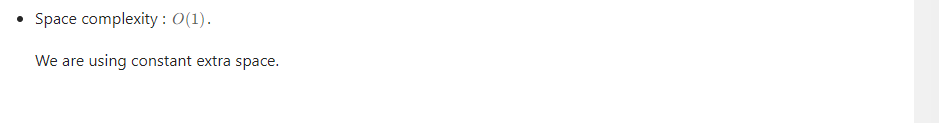 Space complexity : O(1).
We are using constant extra space.